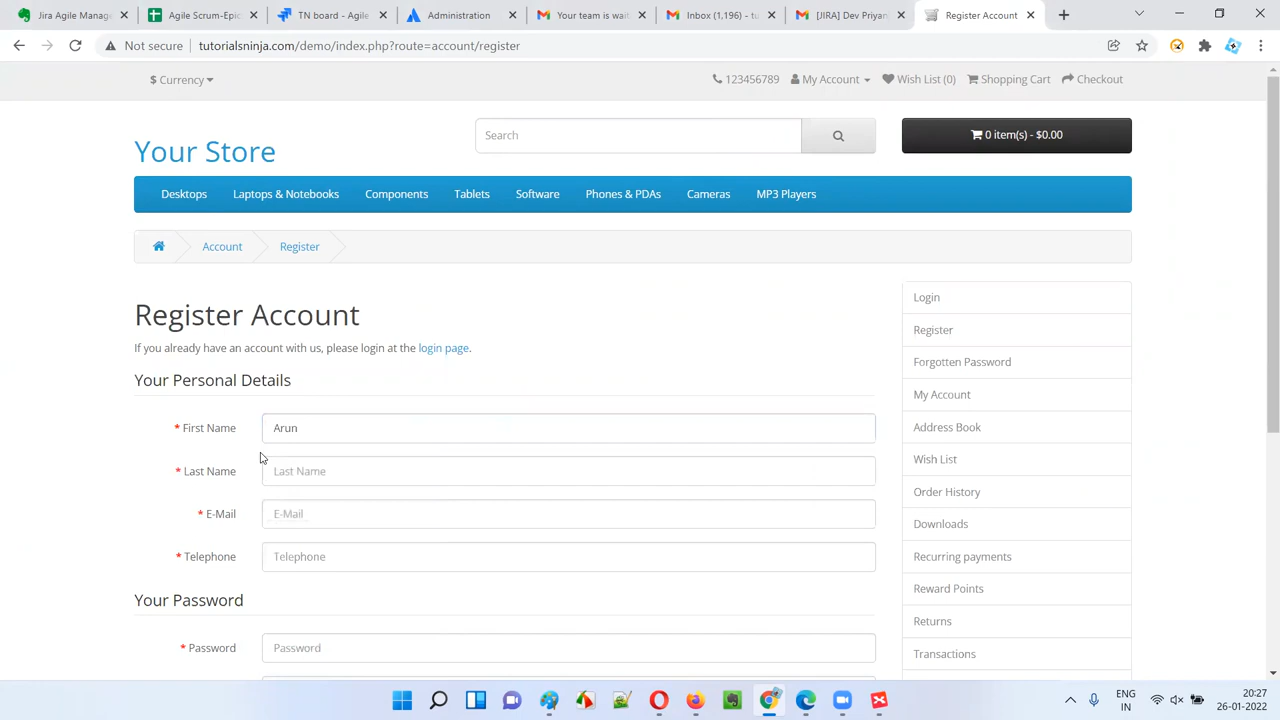 Jira Agile Manag
Agile Scrum-Epic
TN board - Agile
Administration
Your team is wait
Inbox (1,196) - tu
[JIRA] Dev Priyan
Register Account
Not secure
tutorialsninja.com/demo/index.php?route=account/register
$ Currency
123456789
My Account
Wish List (0)
Shopping Cart
Checkout
Your Store
Search
0 item(s) - $0.00
Desktops
Laptops & Notebooks
Components
Tablets
Software
Phones & PDAs
Cameras
MP3 Players
Account
Register
Register Account
If you already have an account with us, please login at the login page.
Your Personal Details
* First Name
Arun
* Last Name
Last Name
* E-Mail
E-Mail
* Telephone
Telephone
Your Password
* Password
Password
Login
Register
Forgotten Password
My Account
Address Book
Wish List
Order History
Downloads
Recurring payments
Reward Points
Returns
Transactions
ENG
IN
20:27
26-01-2022